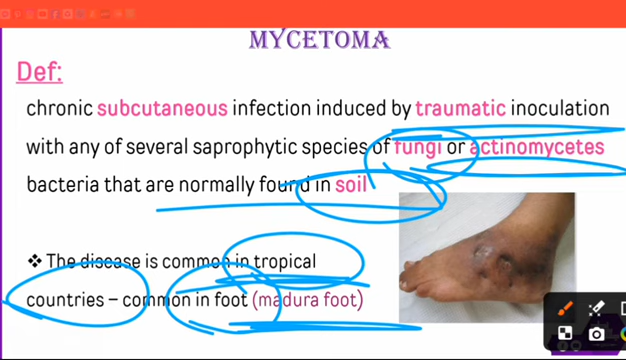 MYCETOMA
Def:
chronic subcutaneous infection induced by traumatic inoculation
with any of several saprophytic species of fungi or actinomycetes
bacteria that are normally found in soil
❖ The disease is common in tropical
countries – common in foot (madura foot)